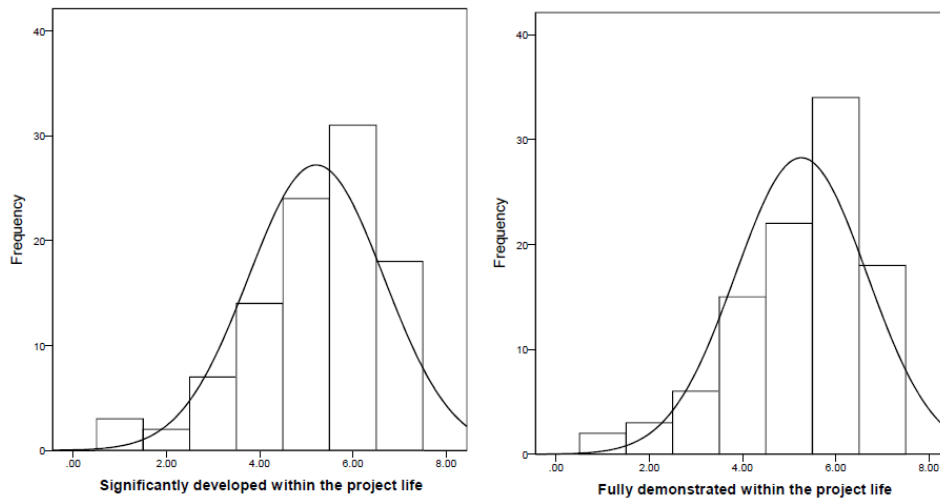 40
30
20
10
0
Frequency
.00 2.00 4.00 6.00 8.00
Significantly developed within the project life
40
30
20
10
0
Frequency
.00 2.00 4.00 6.00 8.00
Fully demonstrated within the project life